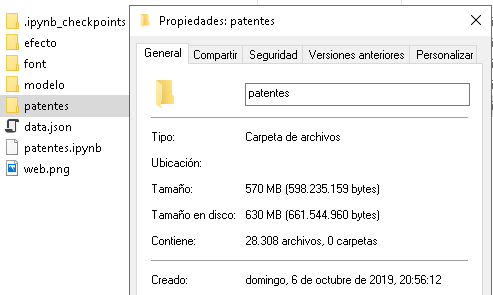 .ipynb_checkpoints
efecto
font
modelo
patentes
data.json
patentes.ipynb
web.png
Propiedades: patentes
General Compartir Seguridad Versiones anteriores Personalizar
patentes
Tipo: Carpeta de archivos
Ubicación:
Tamaño: 570 MB (598.235.159 bytes)
Tamaño en disco: 630 MB (661.544.960 bytes)
Contiene: 28.308 archivos, 0 carpetas
Creado: domingo, 6 de octubre de 2019, 20:56:12